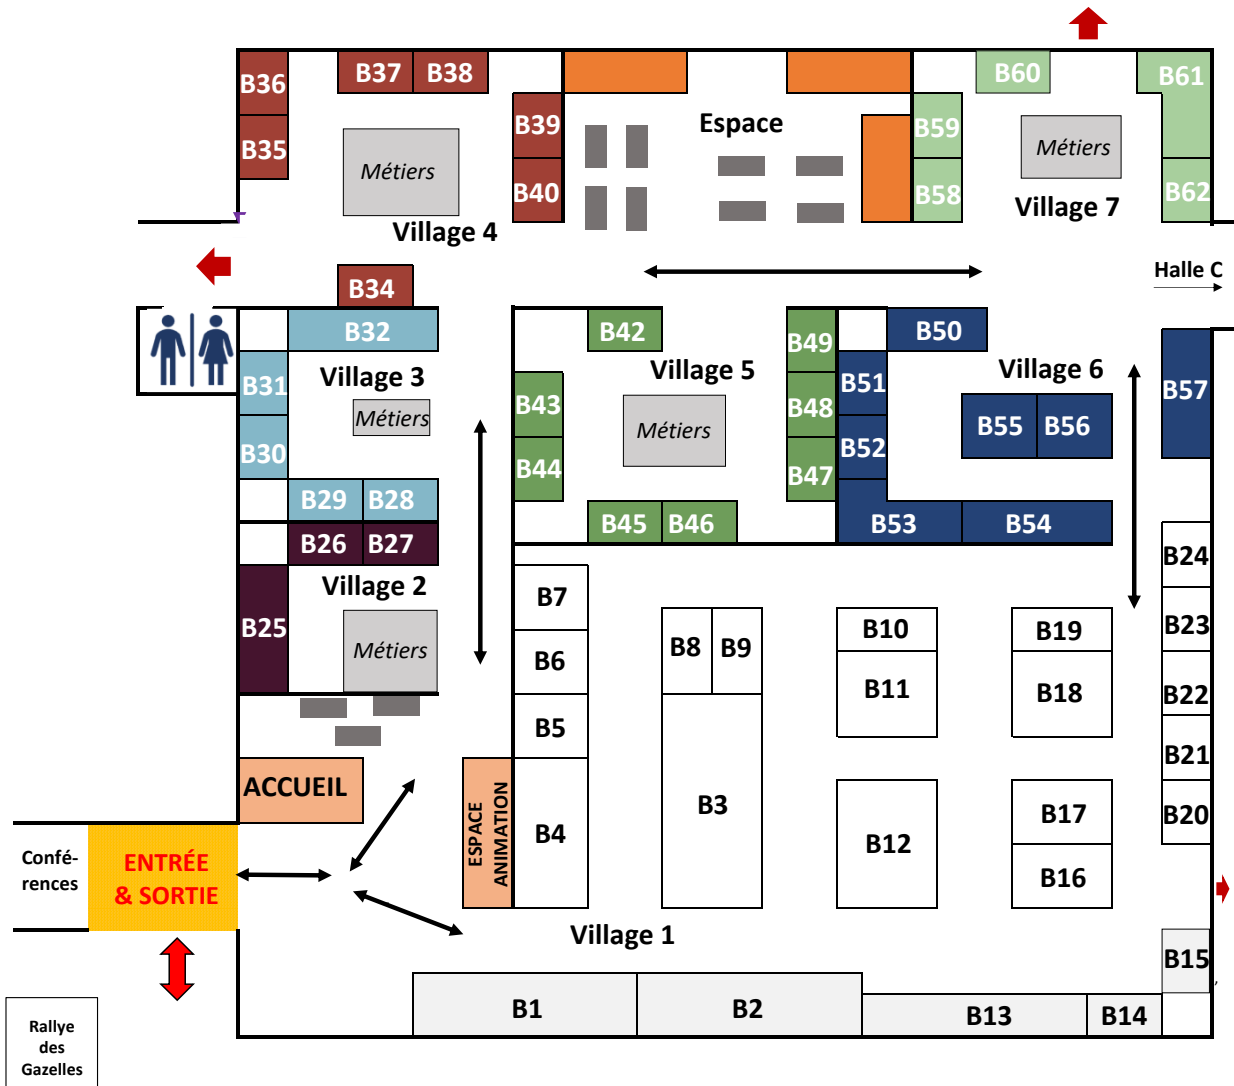 B36
B37
B38
B60
B61
B39
Espace
B59
B35
Métiers
Métiers
B40
B58
B62
Village 4
Village 7
Halle C
B34
B32
B42
B49
B50
B31
Village 3
Village 5
B51
Village 6
B57
Métiers
B43
B48
B55
B56
Métiers
B30
B44
B47
B52
B29
B28
B45
B46
B53
B54
B26
B27
B24
Village 2
B7
B25
B10
B19
B23
Métiers
B6
B8
B9
B11
B18
B22
B5
B21
ACCUEIL
ESPACE
ANIMATION
B4
B3
B12
B17
B20
Confé-
rences
ENTRÉE
& SORTIE
B16
Village 1
B15
,
B1
B2
B13
B14
Rallye
des
Gazelles